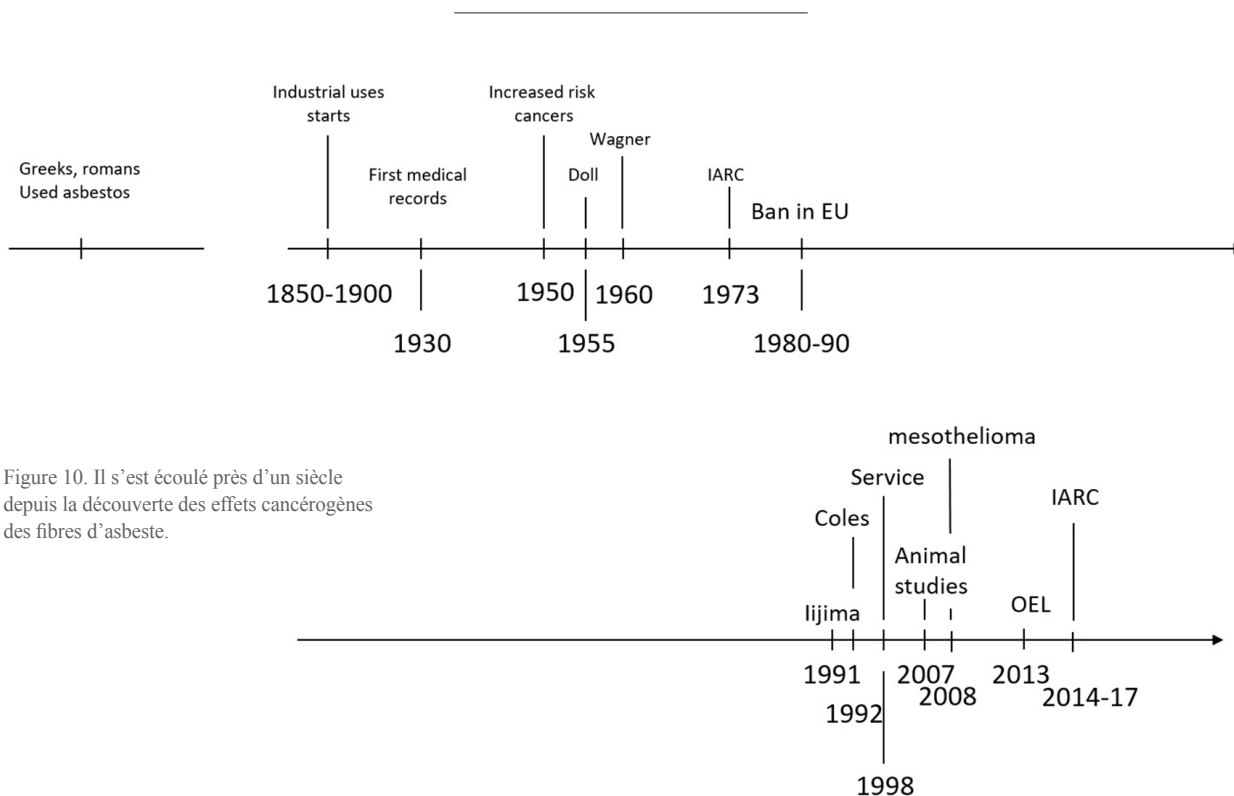 Industrial uses
starts
Increased risk
cancers
Wagner
Greeks, romans
Used asbestos
First medical
records
Doll
IARC
Ban in EU
1850-1900
1950
1960
1973
1930
1955
1980-90
mesothelioma
Figure 10. Il s’est écoulé près d’un siècle
depuis la découverte des effets cancérogènes
des fibres d’asbeste.
Service
IARC
Coles
Animal
studies
Iijima
OEL
1991
2007
2013
2008
2014-17
1992
1998